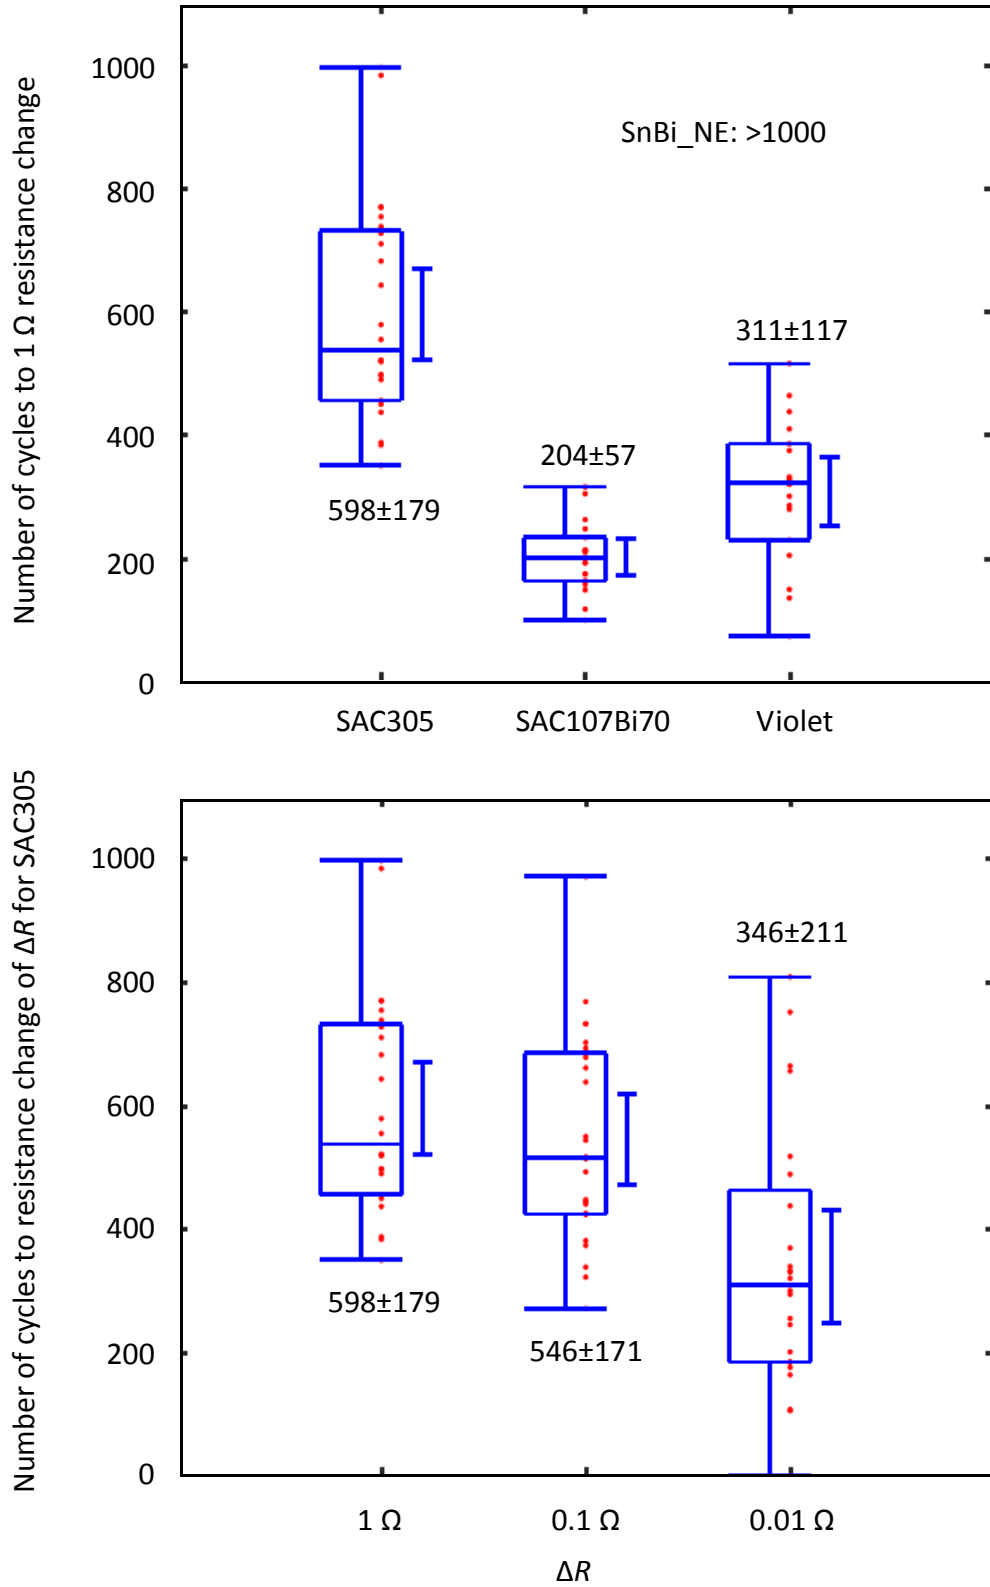 Number of cycles to 1 Ω resistance change
1000
800
600
400
200
0
SnBi_NE: >1000
598±179
204±57
311±117
SAC305
SAC107Bi70
Violet
Number of cycles to resistance change of ΔR for SAC305
1000
800
600
400
200
0
598±179
546±171
346±211
1 Ω
0.1 Ω
0.01 Ω
ΔR